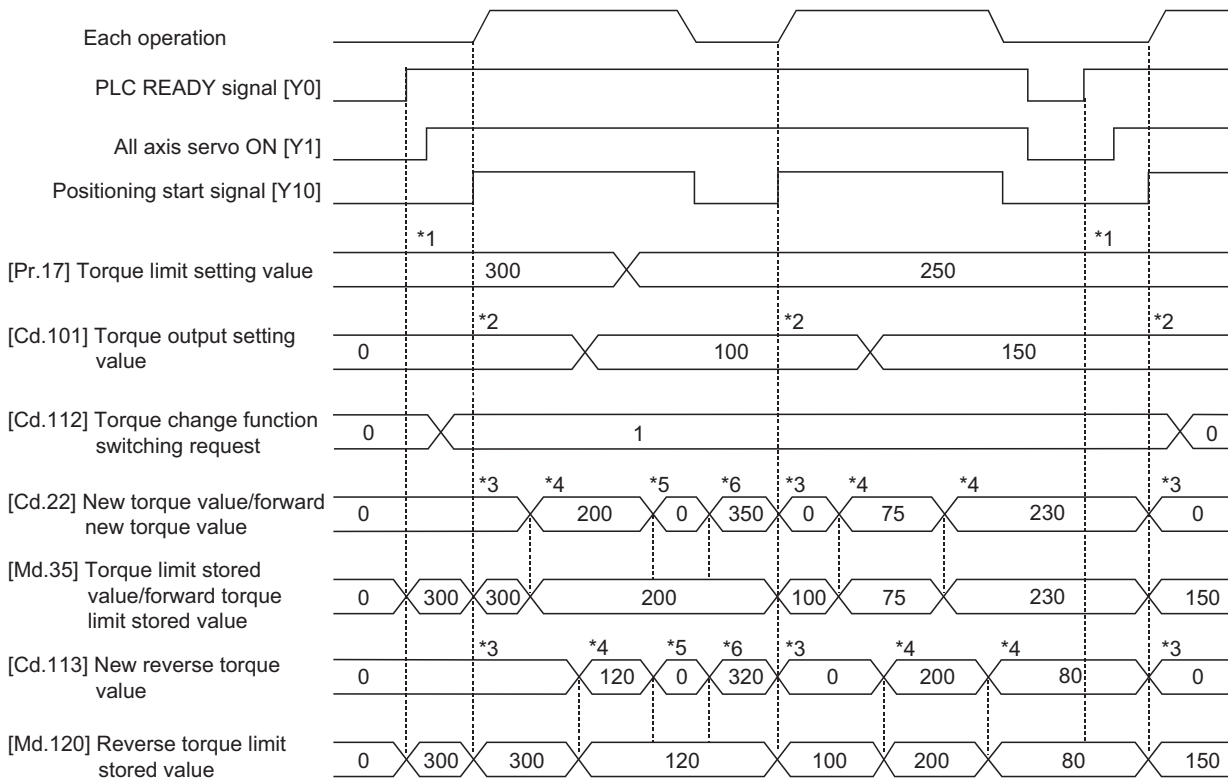 Each operation
PLC READY signal [Y0]
All axis servo ON [Y1]
Positioning start signal [Y10]
*1 *1
[Pr.17] Torque limit setting value 300 250
*2 *2 *2
[Cd.101] Torque output setting
value
0 100 150
[Cd.112] Torque change function
switching request
0 1 0
*3 *4 *5 *6 *3 *4 *4 *3
[Cd.22] New torque value/forward
new torque value
0 200 0 350 0 75 230 0
[Md.35] Torque limit stored
value/forward torque
limit stored value
0 300 300 200 100 75 230 150
*3 *4 *5 *6 *3 *4 *4 *3
[Cd.113] New reverse torque
value
0 120 0 320 0 200 80 0
[Md.120] Reverse torque limit
stored value
0 300 300 120 100 200 80 150